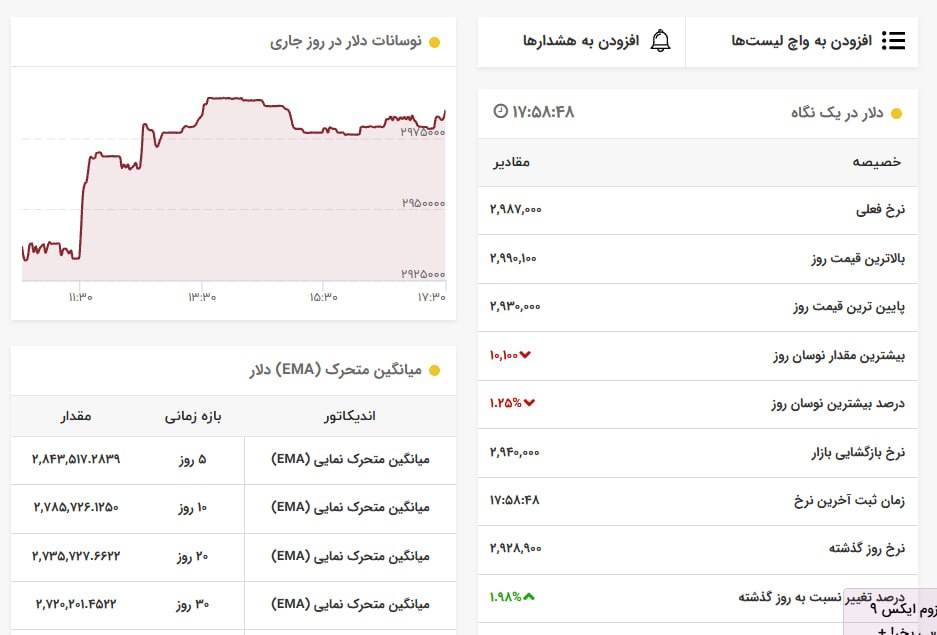 افزودن به واچ لیست‌ها
افزودن به هشدارها
دلار در یک نگاه
۱۷:۵۸:۴۸
خصیصه مقادیر
نرخ فعلی ۲,۹۸۷,۰۰۰
بالاترین قیمت روز ۲,۹۹۰,۱۰۰
پایین ترین قیمت روز ۲,۹۳۰,۰۰۰
بیشترین مقدار نوسان روز ۱۰,۱۰۰
درصد بیشترین نوسان روز ۱.۲۵%
نرخ بازگشایی بازار ۲,۹۴۰,۰۰۰
زمان ثبت آخرین نرخ ۱۷:۵۸:۴۸
نرخ روز گذشته ۲,۹۲۸,۹۰۰
درصد تغییر نسبت به روز گذشته ۱.۹۸%
ایکس ۹
نوسانات دلار در روز جاری
۲۹۷۵۰۰۰
۲۹۵۰۰۰۰
۲۹۲۵۰۰۰
۱۱:۳۰ ۱۳:۳۰ ۱۵:۳۰ ۱۷:۳۰
میانگین متحرک (EMA) دلار
اندیکاتور بازه زمانی مقدار
میانگین متحرک نمایی (EMA) ۵ روز ۲,۸۴۳,۵۱۷.۲۸۳۹
میانگین متحرک نمایی (EMA) ۱۰ روز ۲,۷۸۵,۷۲۶.۱۲۵۰
میانگین متحرک نمایی (EMA) ۲۰ روز ۲,۷۳۵,۷۲۷.۶۶۲۲
میانگین متحرک نمایی (EMA) ۳۰ روز ۲,۷۲۰,۲۰۱.۴۵۲۲